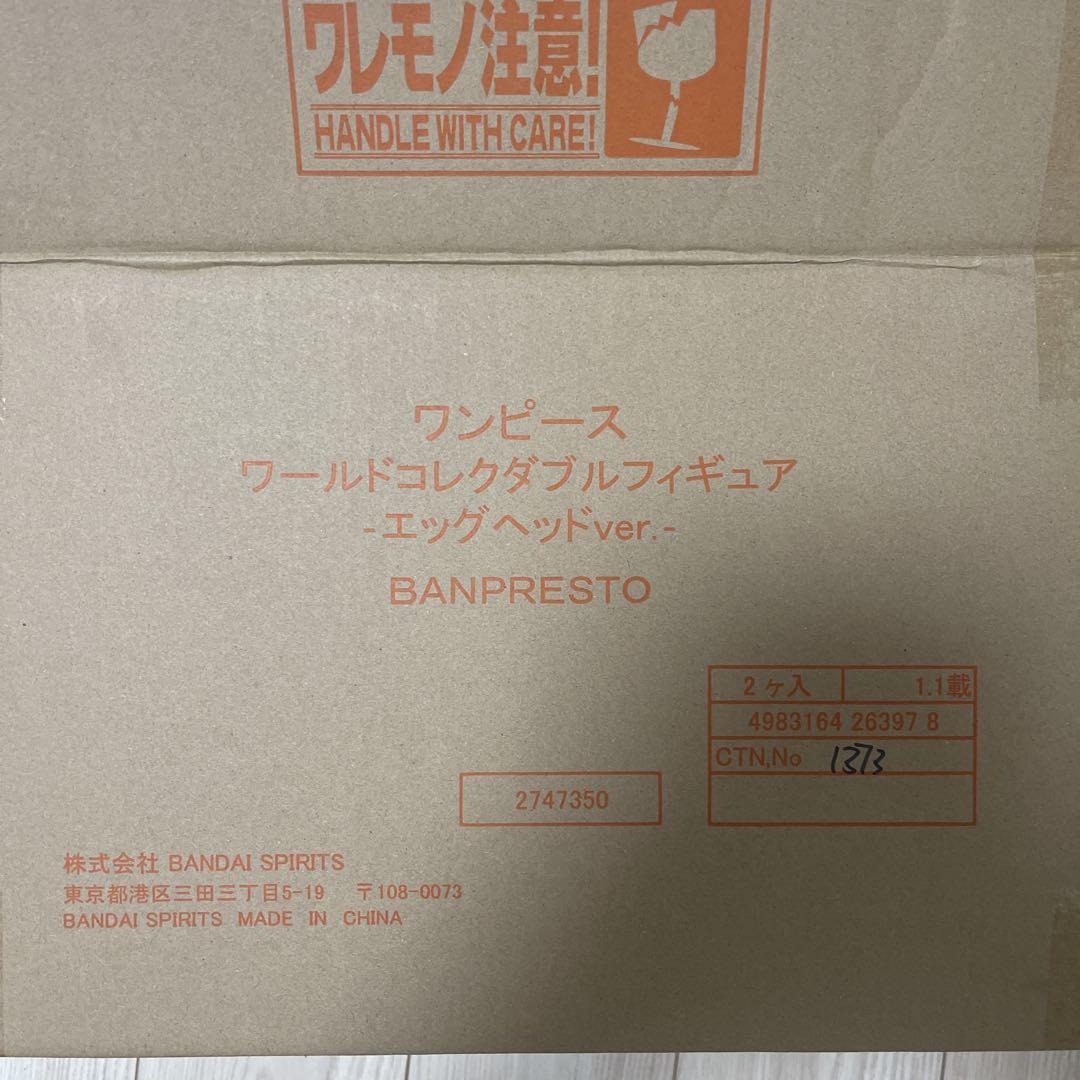 ワレモノ注意!
HANDLE WITH CARE!
ワンピース
ワールドコレクダブルフィギュア
-エッグヘッドver.-
BANPRESTO
2ヶ入 1.1載
4983164 26397 8
CTN,No 1373
2747350
株式会社 BANDAI SPIRITS
東京都港区三田三丁目5-19 〒108-0073
BANDAI SPIRITS MADE IN CHINA